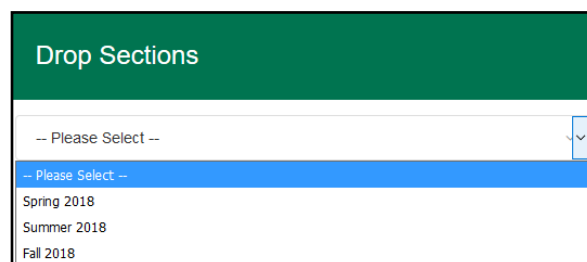 Drop Sections
-- Please Select --
-- Please Select --
Spring 2018
Summer 2018
Fall 2018